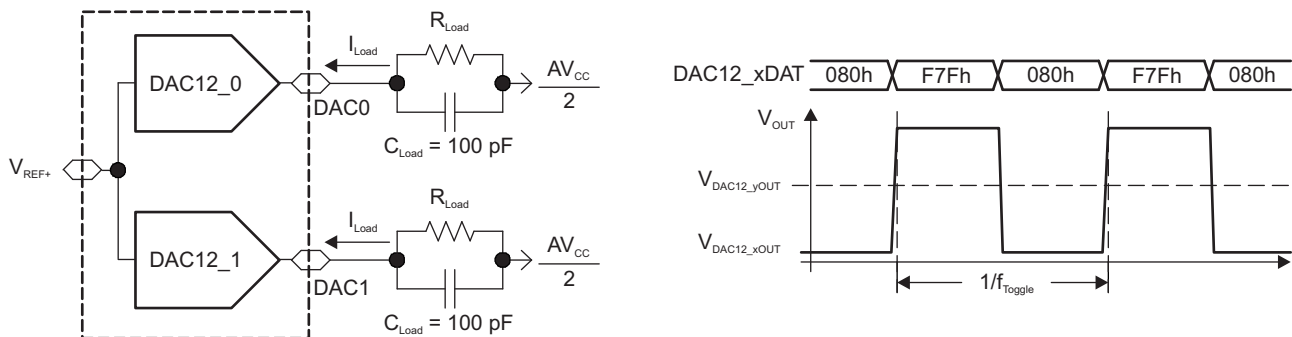 DAC12_0
I_Load
R_Load
DAC0
AV_CC
2
C_Load = 100 pF
V_REF+
DAC12_1
I_Load
R_Load
DAC1
AV_CC
2
C_Load = 100 pF
DAC12_xDAT 080h F7Fh 080h F7Fh 080h
V_OUT
V_DAC12_yOUT
V_DAC12_xOUT
1/f_Toggle